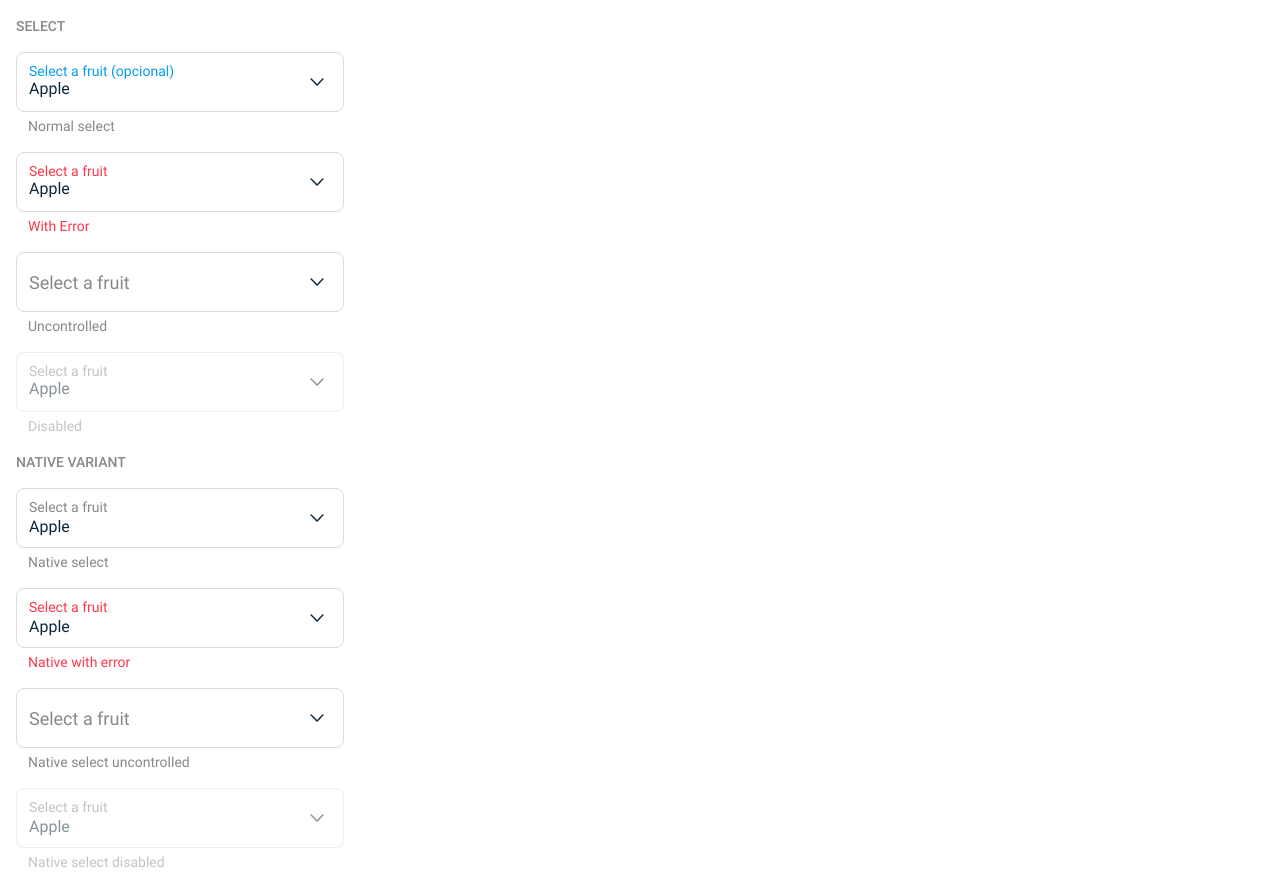 SELECT
Select a fruit (opcional)
Apple
Normal select
Select a fruit
Apple
With Error
Select a fruit
Uncontrolled
Select a fruit
Apple
Disabled
NATIVE VARIANT
Select a fruit
Apple
Native select
Select a fruit
Apple
Native with error
Select a fruit
Native select uncontrolled
Select a fruit
Apple
Native select disabled